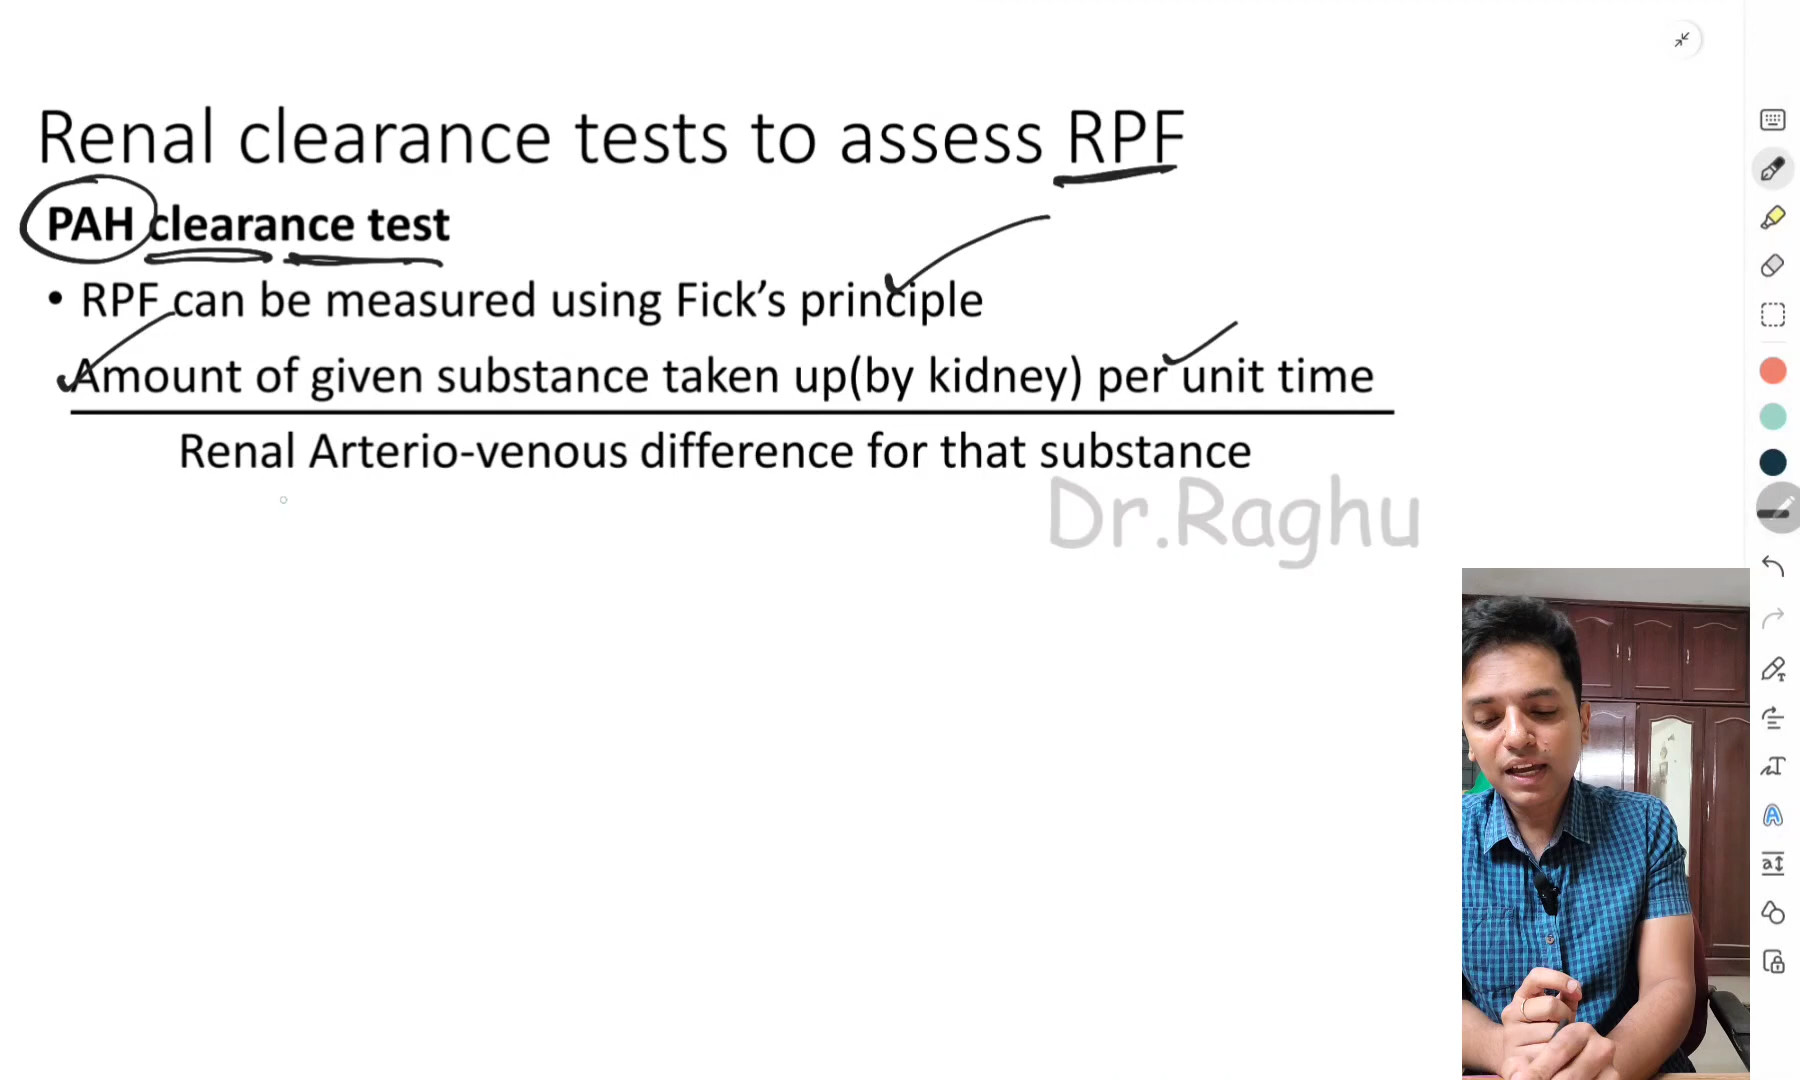 Renal clearance tests to assess RPF
PAH clearance test
• RPF can be measured using Fick’s principle
Amount of given substance taken up(by kidney) per unit time
Renal Arterio-venous difference for that substance
Dr.Raghu